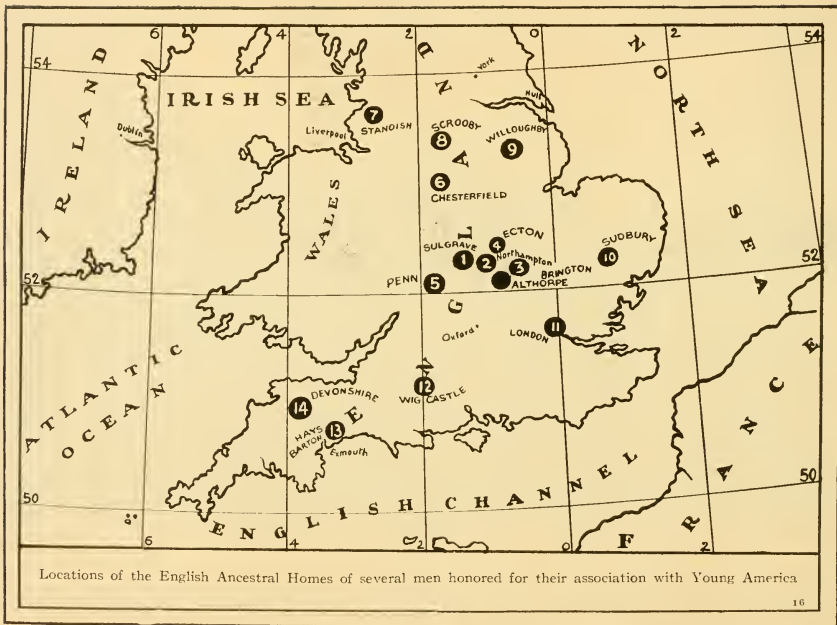 6
4
2
0
2
54
54
IRELAND
Dublin
IRISH SEA
York
Hull
NORTH SEA
7
STANDISH
Liverpool
SCROOBY
8
WILLOUGHBY
9
6
CHESTERFIELD
WALES
ENGLAND
SULGRAVE
1
4
ECTON
2
Northampton
3
BRINGTON
ALTHORPE
SUDBURY
10
PENN
5
52
52
Oxford
LONDON
11
12
WIG CASTLE
ATLANTIC
OCEAN
14
DEVONSHIRE
HAYS
BARTON
13
Exmouth
50
50
ENGLISH CHANNEL
FRANCE
6
4
2
0
2
Locations of the English Ancestral Homes of several men honored for their association with Young America
16